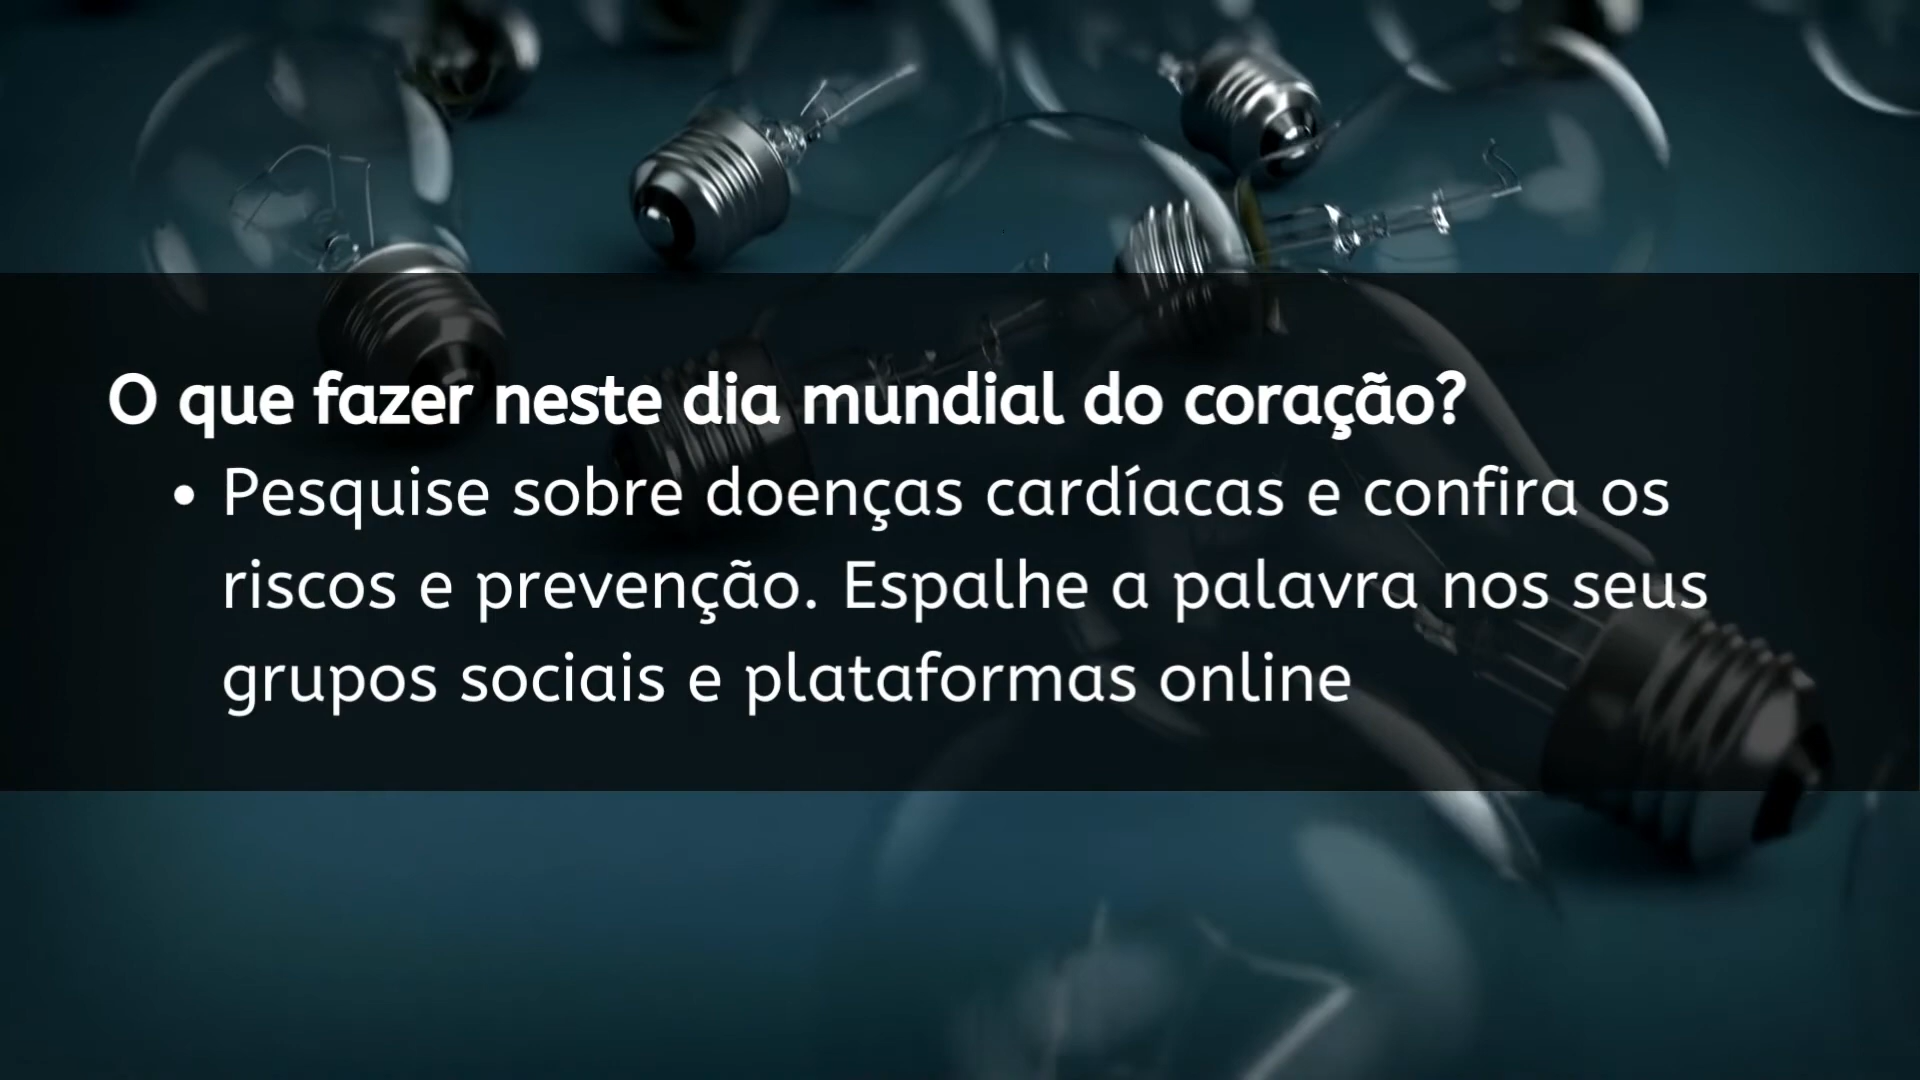 O que fazer neste dia mundial do coração?
• Pesquise sobre doenças cardíacas e confira os
riscos e prevenção. Espalhe a palavra nos seus
grupos sociais e plataformas online